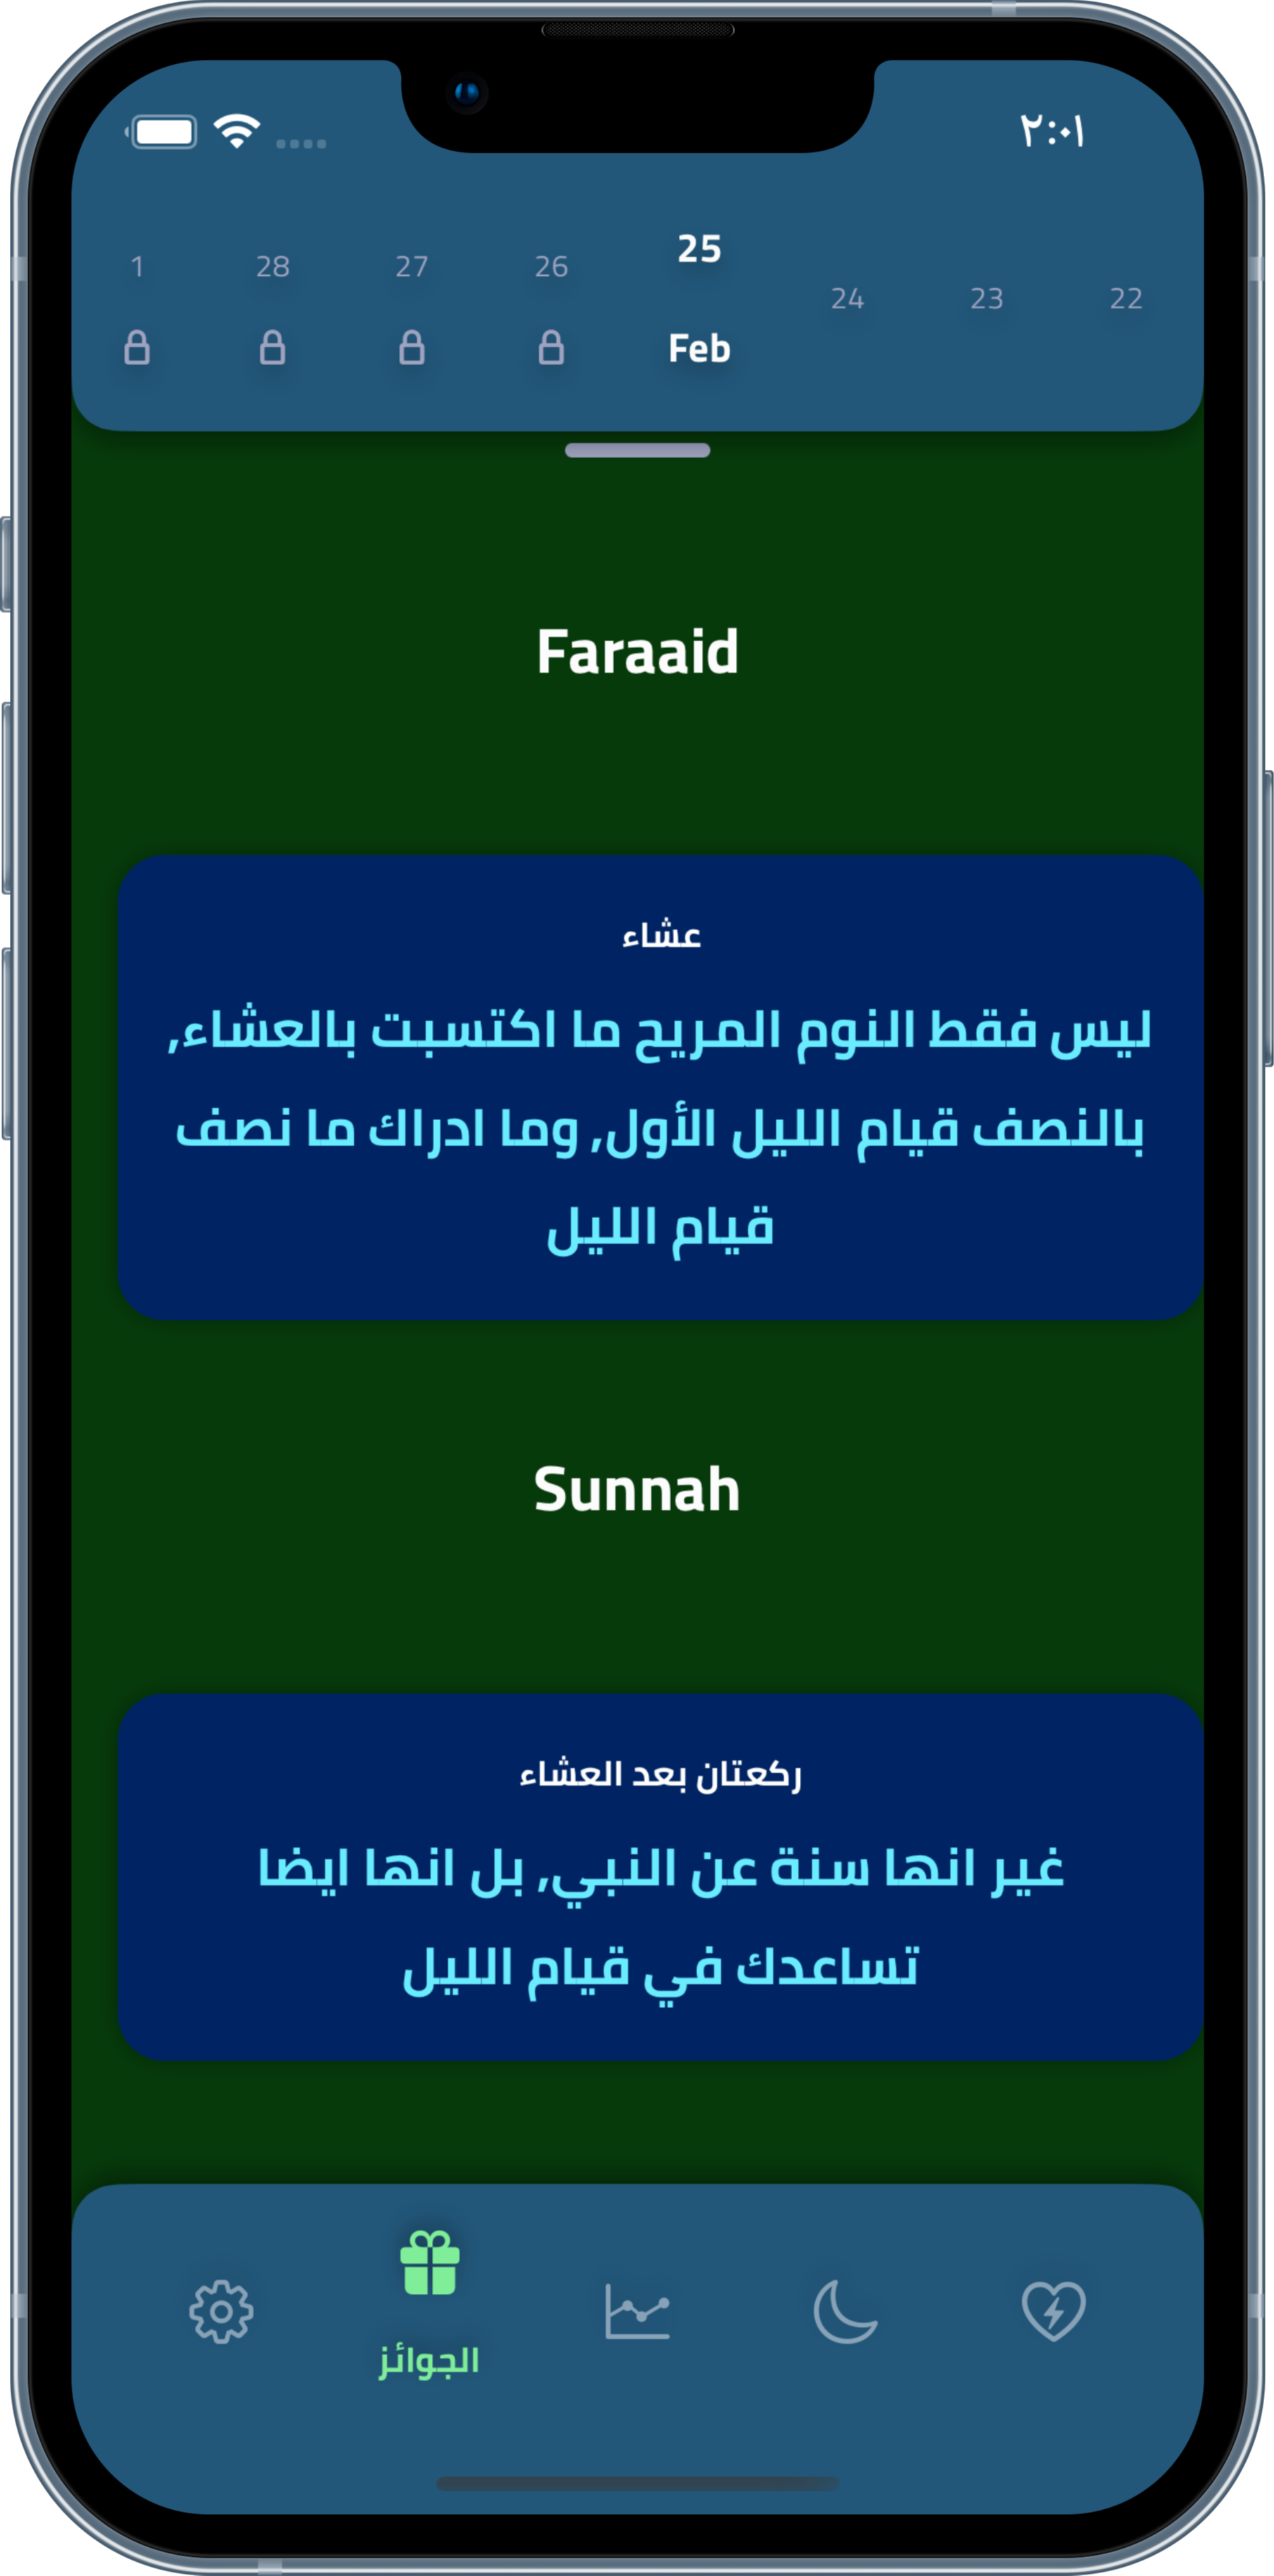 ٢:٠١
22 23 24 25 26 27 28 1
Feb
Faraaid
عشاء
ليس فقط النوم المريح ما اكتسبت بالعشاء,
بالنصف قيام الليل الأول, وما ادراك ما نصف
قيام الليل
Sunnah
ركعتان بعد العشاء
غير انها سنة عن النبي, بل انها ايضا
تساعدك في قيام الليل
الجوائز